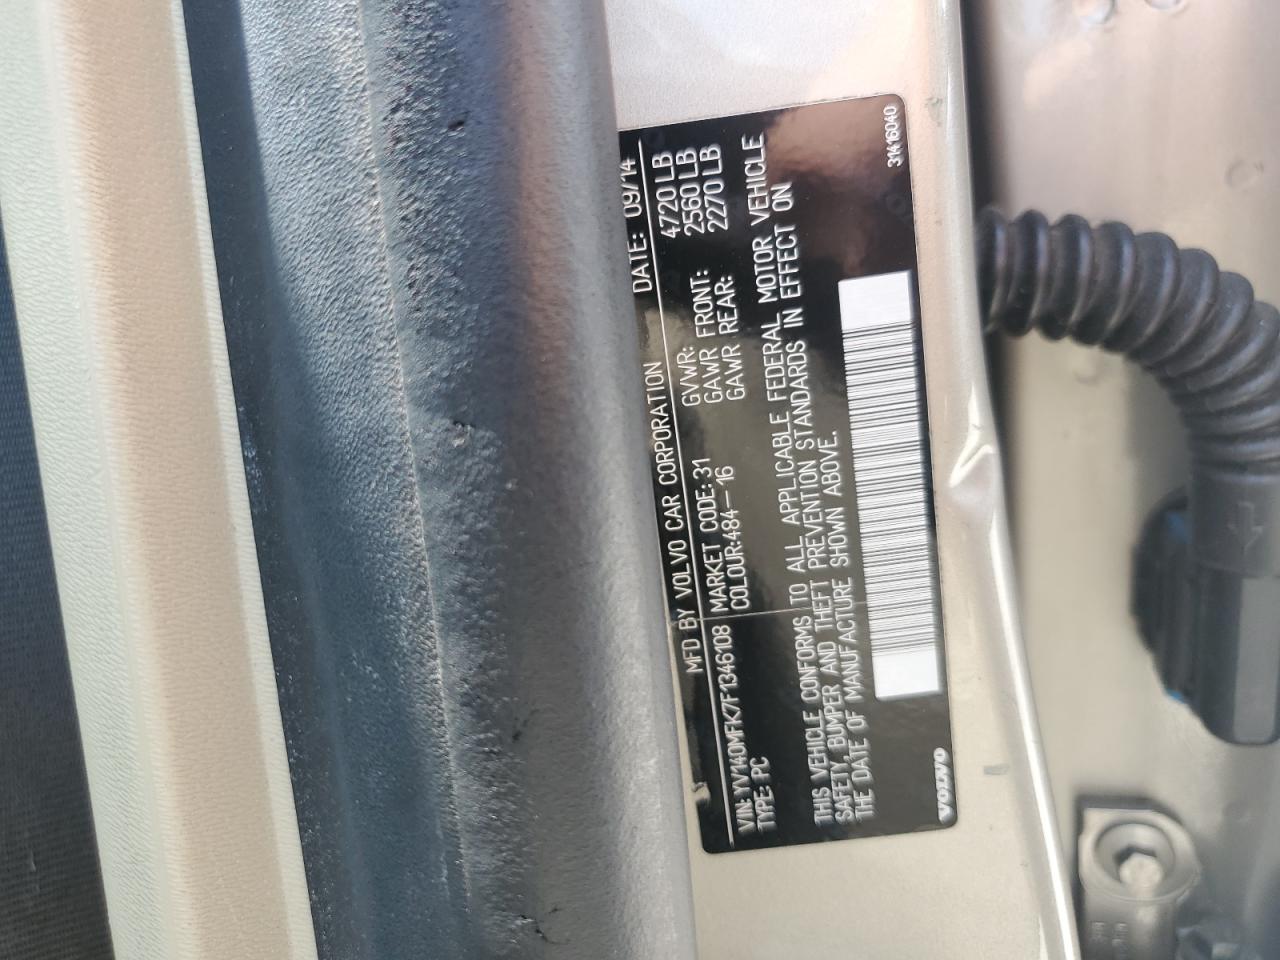 MFD BY VOLVO CAR CORPORATION DATE: 09/14
VIN: YV140MFK7F1346108 MARKET CODE: 31 GVWR: 4720 LB
TYPE: PC COLOUR:484—16 GAWR FRONT: 2560 LB
GAWR REAR: 2270 LB
THIS VEHICLE CONFORMS TO ALL APPLICABLE FEDERAL MOTOR VEHICLE
SAFETY, BUMPER AND THEFT PREVENTION STANDARDS IN EFFECT ON
THE DATE OF MANUFACTURE SHOWN ABOVE.
VOLVO 31416040